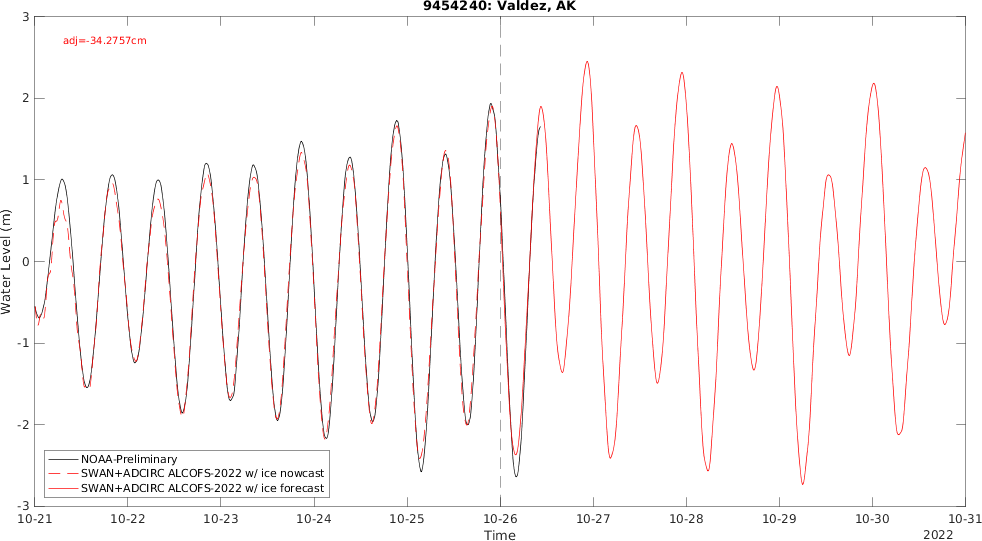 9454240: Valdez, AK
adj=-34.2757cm
Water Level (m)
3
2
1
0
-1
-2
-3
NOAA-Preliminary
SWAN+ADCIRC ALCOFS-2022 w/ ice nowcast
SWAN+ADCIRC ALCOFS-2022 w/ ice forecast
10-21 10-22 10-23 10-24 10-25 10-26 10-27 10-28 10-29 10-30 10-31
Time
2022